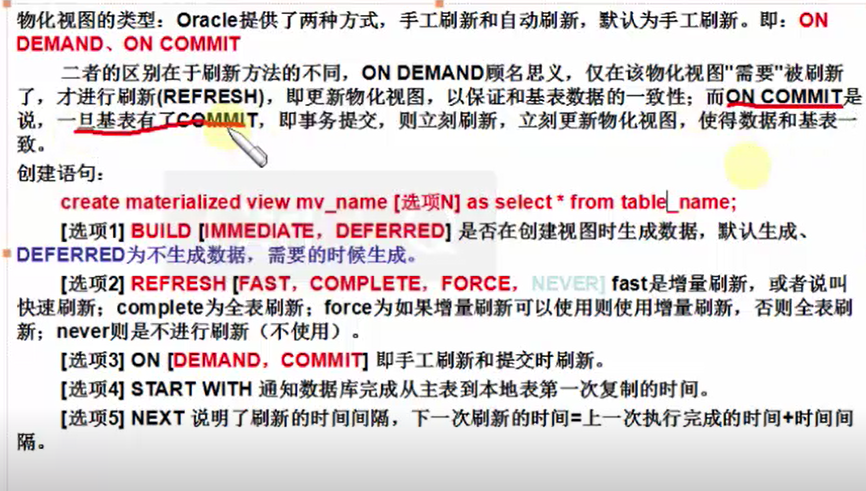 物化视图的类型：Oracle提供了两种方式，手工刷新和自动刷新，默认为手工刷新。即：ON
DEMAND、ON COMMIT
二者的区别在于刷新方法的不同，ON DEMAND顾名思义，仅在该物化视图"需要"被刷新
了，才进行刷新(REFRESH)，即更新物化视图，以保证和基表数据的一致性；而ON COMMIT是
说，一旦基表有了COMMIT，即事务提交，则立刻刷新，立刻更新物化视图，使得数据和基表一
致。
创建语句：
create materialized view mv_name [选项N] as select * from table_name;
[选项1] BUILD [IMMEDIATE，DEFERRED] 是否在创建视图时生成数据，默认生成、
DEFERRED为不生成数据，需要的时候生成。
[选项2] REFRESH [FAST，COMPLETE，FORCE，NEVER] fast是增量刷新，或者说叫
快速刷新；complete为全表刷新；force为如果增量刷新可以使用则使用增量刷新，否则全表刷
新；never则是不进行刷新（不使用）。
[选项3] ON [DEMAND，COMMIT] 即手工刷新和提交时刷新。
[选项4] START WITH 通知数据库完成从主表到本地表第一次复制的时间。
[选项5] NEXT 说明了刷新的时间间隔，下一次刷新的时间=上一次执行完成的时间+时间间
隔。